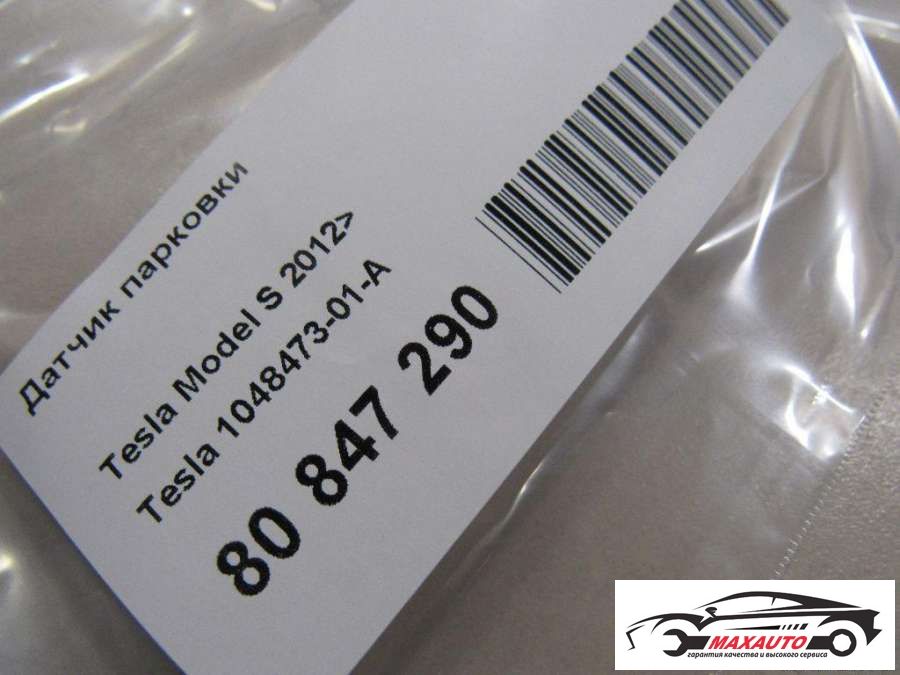 Датчик парковки
Tesla Model S 2012>
Tesla 1048473-01-A
80 847 290
MAXAUTO
гарантия качества и высокого сервиса